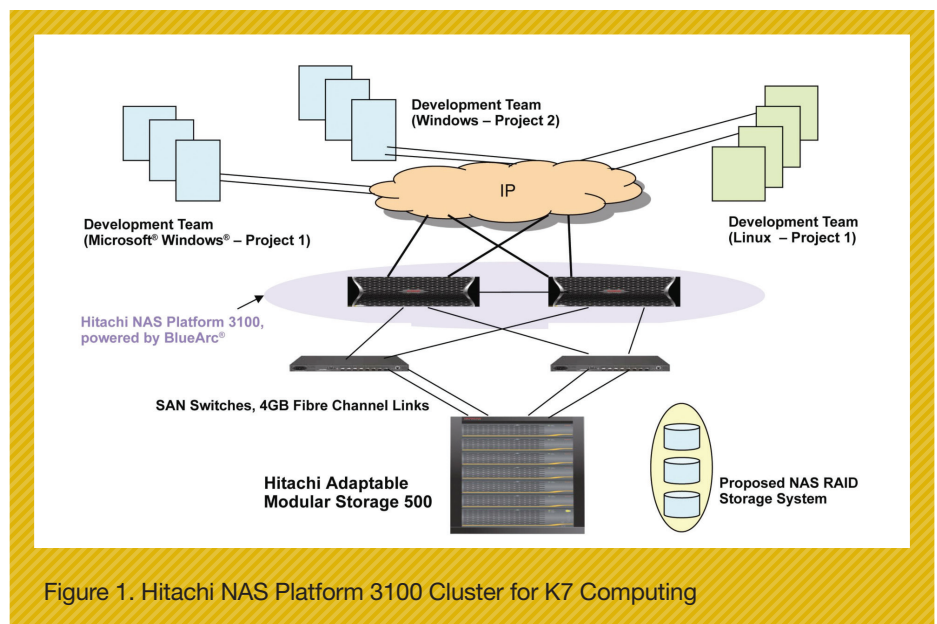 Development Team
(Windows – Project 2)
IP
Development Team
(Microsoft® Windows® – Project 1)
Development Team
(Linux – Project 1)
Hitachi NAS Platform 3100,
powered by BlueArc®
SAN Switches, 4GB Fibre Channel Links
Hitachi Adaptable
Modular Storage 500
Proposed NAS RAID
Storage System
Figure 1. Hitachi NAS Platform 3100 Cluster for K7 Computing